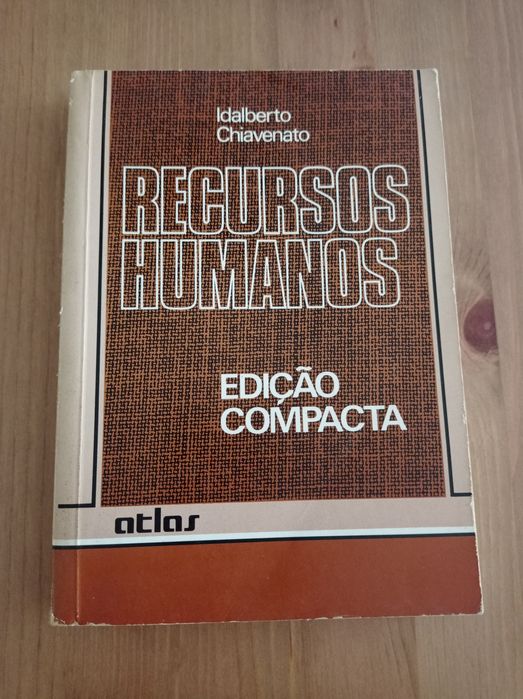 Idalberto
Chiavenato
RECURSOS
HUMANOS
EDIÇÃO
COMPACTA
atlas